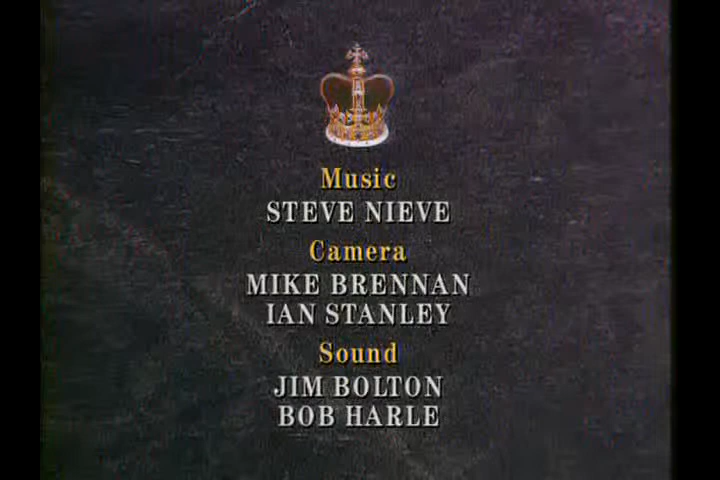 Music
STEVE NIEVE
Camera
MIKE BRENNAN
IAN STANLEY
Sound
JIM BOLTON
BOB HARLE